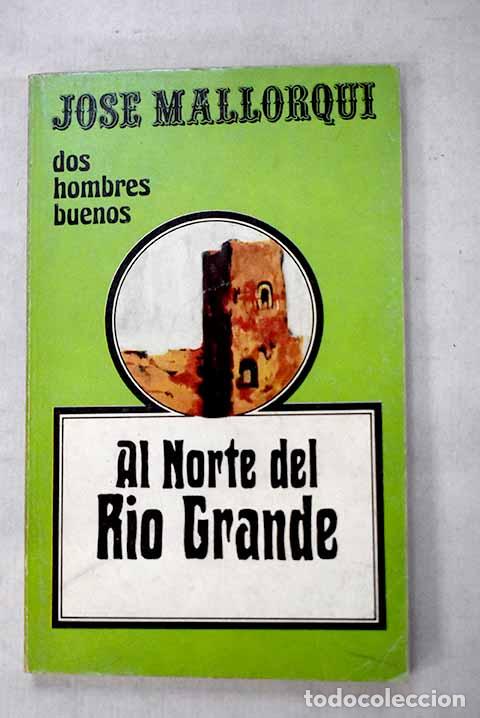 JOSE MALLORQUI
dos
hombres
buenos
Al Norte del
Rio Grande
todocoleccion